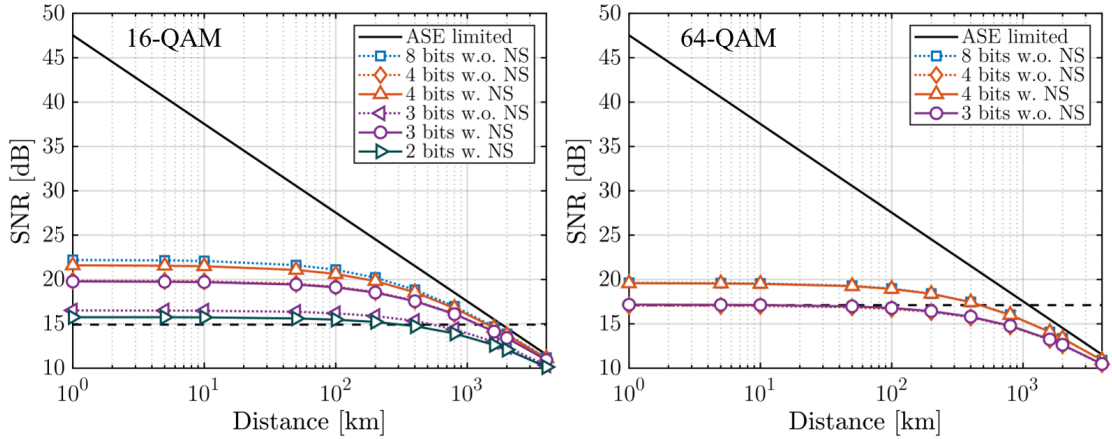 16-QAM
SNR [dB]
50
45
40
35
30
25
20
15
10
10^0
10^1
10^2
10^3
Distance [km]
ASE limited
8 bits w.o. NS
4 bits w.o. NS
4 bits w. NS
3 bits w.o. NS
3 bits w. NS
2 bits w. NS
64-QAM
SNR [dB]
50
45
40
35
30
25
20
15
10
10^0
10^1
10^2
10^3
Distance [km]
ASE limited
8 bits w.o. NS
4 bits w.o. NS
4 bits w. NS
3 bits w.o. NS